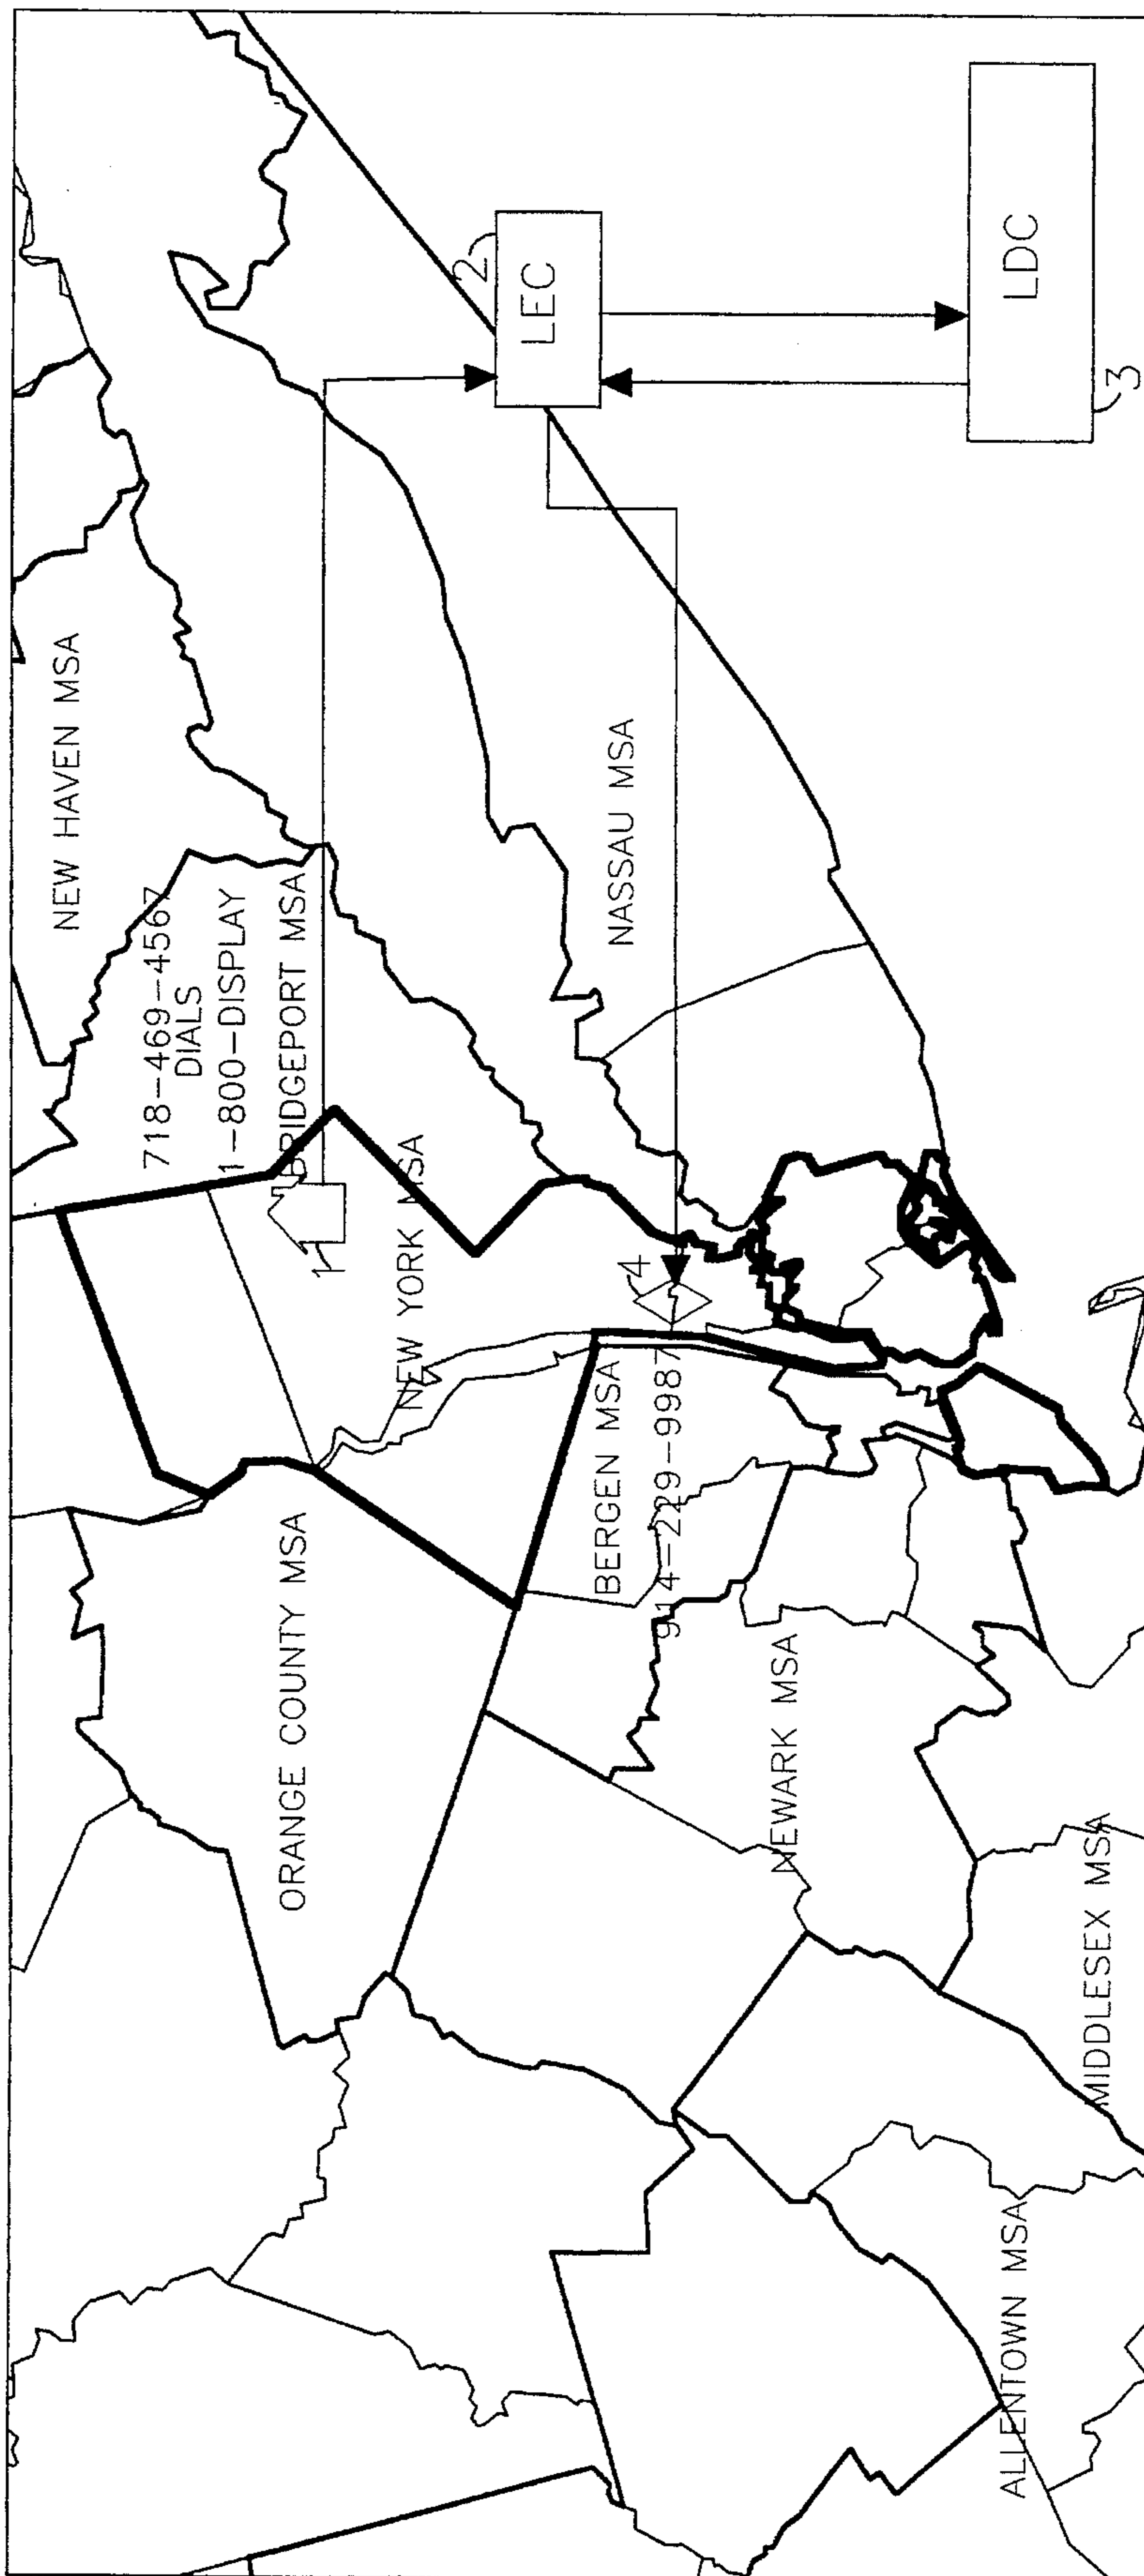 NEW HAVEN MSA
718-469-4567
DIALS
1-800-DISPLAY
BRIDGEPORT MSA
1
NEW YORK MSA
ORANGE COUNTY MSA
2
LEC
NASSAU MSA
4
BERGEN MSA
914-229-9987
NEWARK MSA
LDC
3
ALLENTOWN MSA
MIDDLESEX MSA